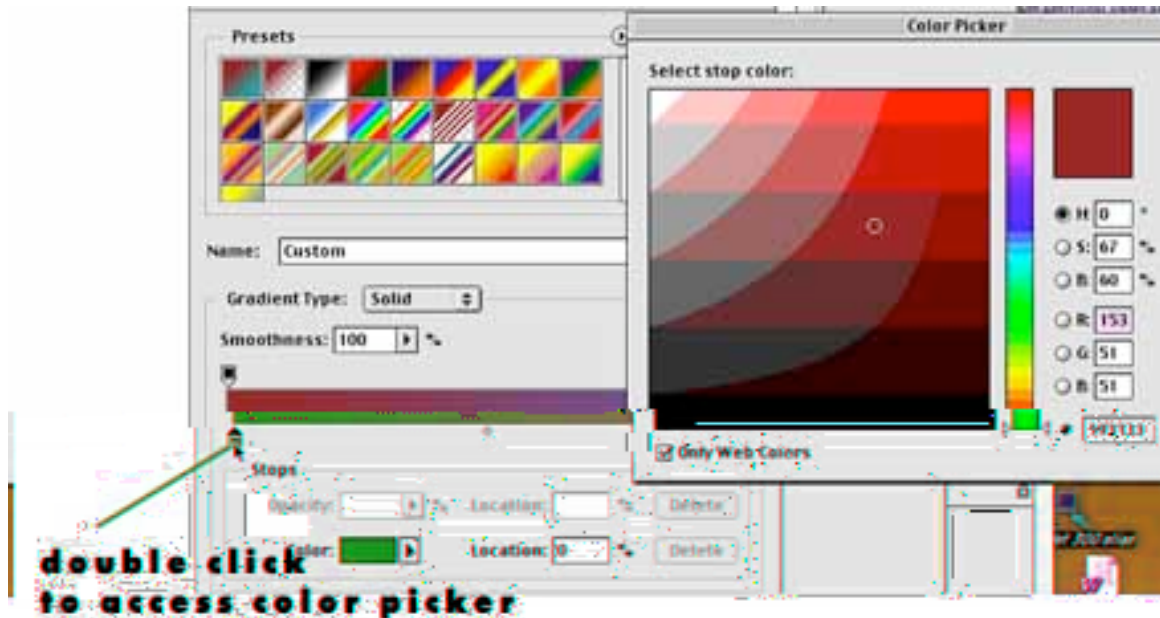 Color Picker
Presets
Select stop color:
Name: Custom
Gradient Type: Solid
Smoothness: 100 %
H: 0 °
S: 67 %
B: 60 %
R: 153
G: 51
B: 51
# 993333
Only Web Colors
Stops
Opacity: Location: % Delete
Color: Location: 0 % Delete
double click
to access color picker